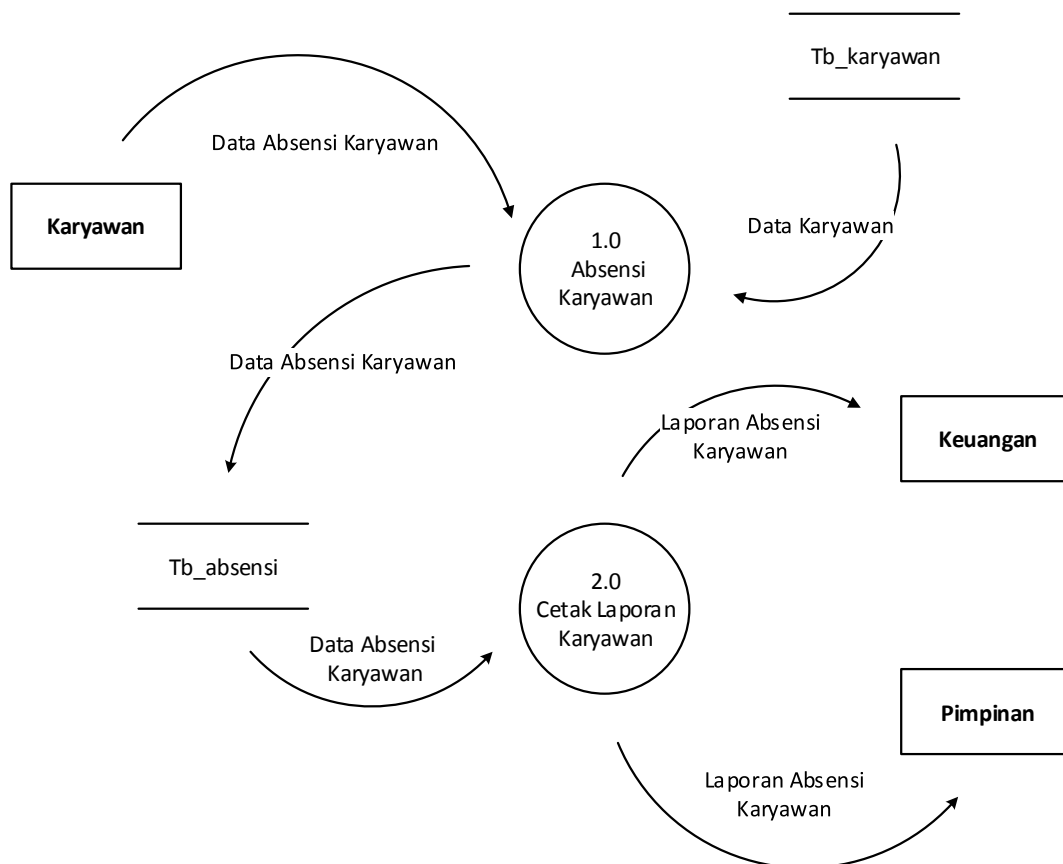 Tb_karyawan
Data Absensi Karyawan
Karyawan
Data Karyawan
1.0
Absensi
Karyawan
Data Absensi Karyawan
Laporan Absensi
Karyawan
Keuangan
Tb_absensi
2.0
Cetak Laporan
Karyawan
Data Absensi
Karyawan
Pimpinan
Laporan Absensi
Karyawan